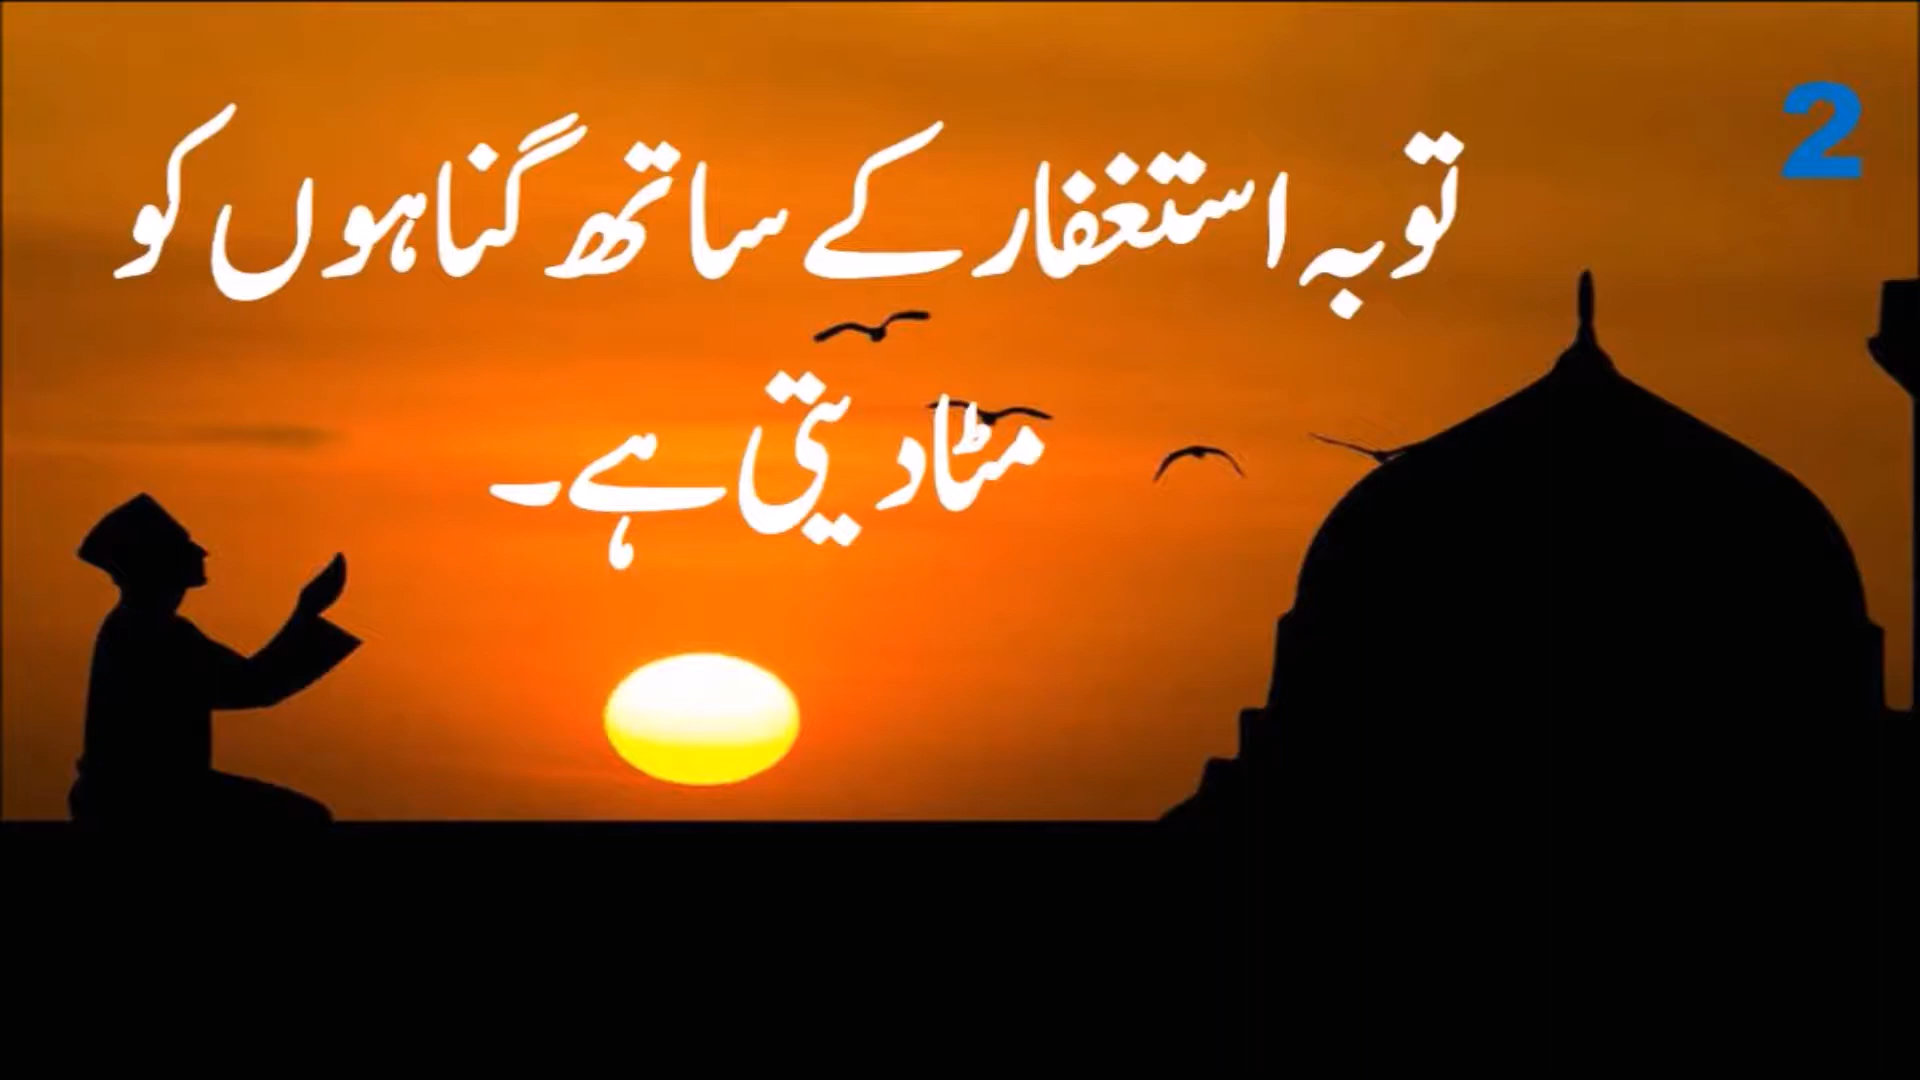 2
توبہ استغفار کے ساتھ گناہوں کو
مٹا دیتی ہے۔